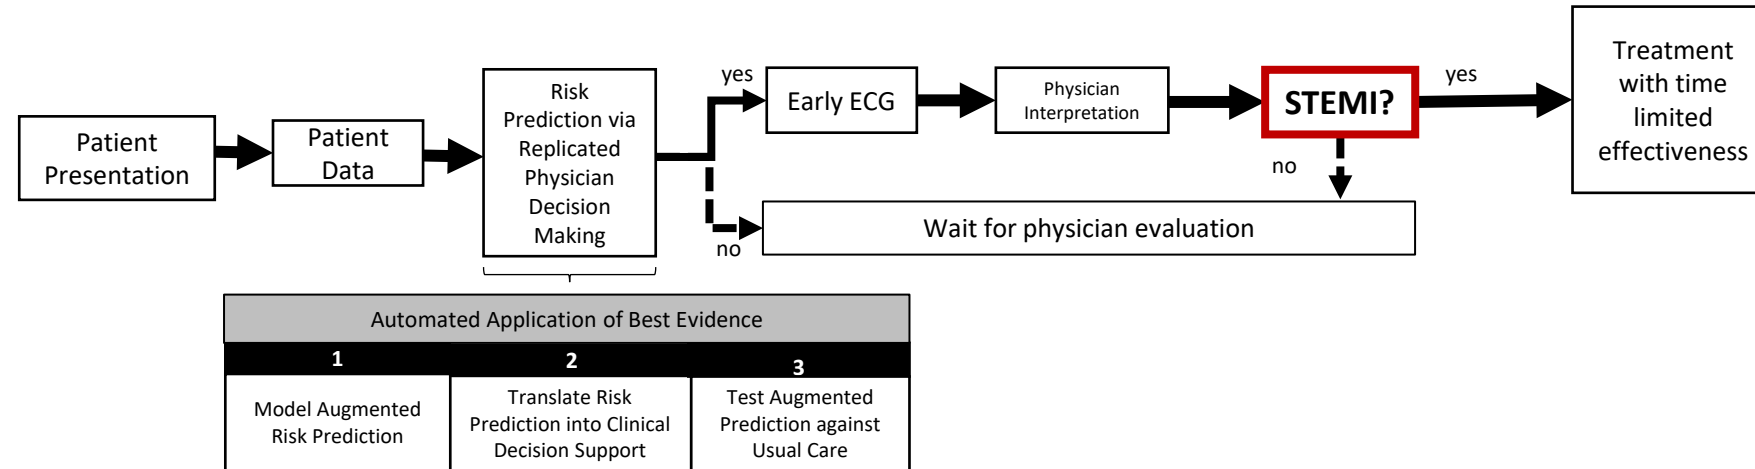 Patient
Presentation
Patient
Data
Risk
Prediction via
Replicated
Physician
Decision
Making
yes
no
Early ECG
Physician
Interpretation
STEMI?
yes
no
Treatment
with time
limited
effectiveness
Wait for physician evaluation
Automated Application of Best Evidence
1
2
3
Model Augmented
Risk Prediction
Translate Risk
Prediction into Clinical
Decision Support
Test Augmented
Prediction against
Usual Care